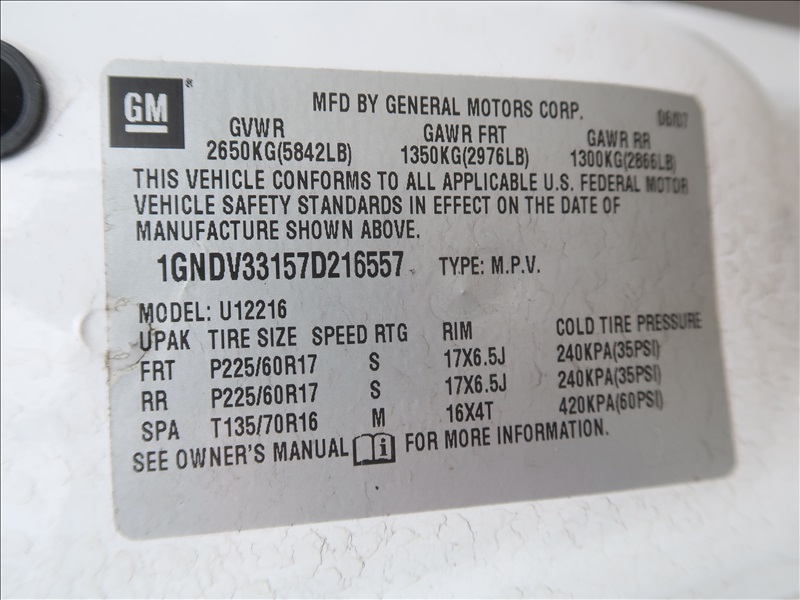 GM ®
MFD BY GENERAL MOTORS CORP. 06/07
GVWR GAWR FRT GAWR RR
2650KG(5842LB) 1350KG(2976LB) 1300KG(2866LB)
THIS VEHICLE CONFORMS TO ALL APPLICABLE U.S. FEDERAL MOTOR
VEHICLE SAFETY STANDARDS IN EFFECT ON THE DATE OF
MANUFACTURE SHOWN ABOVE.
1GNDV33157D216557 TYPE: M.P.V.
MODEL: U12216
UPAK TIRE SIZE SPEED RTG RIM COLD TIRE PRESSURE
FRT P225/60R17 S 17X6.5J 240KPA(35PSI)
RR P225/60R17 S 17X6.5J 240KPA(35PSI)
SPA T135/70R16 M 16X4T 420KPA(60PSI)
SEE OWNER'S MANUAL i FOR MORE INFORMATION.